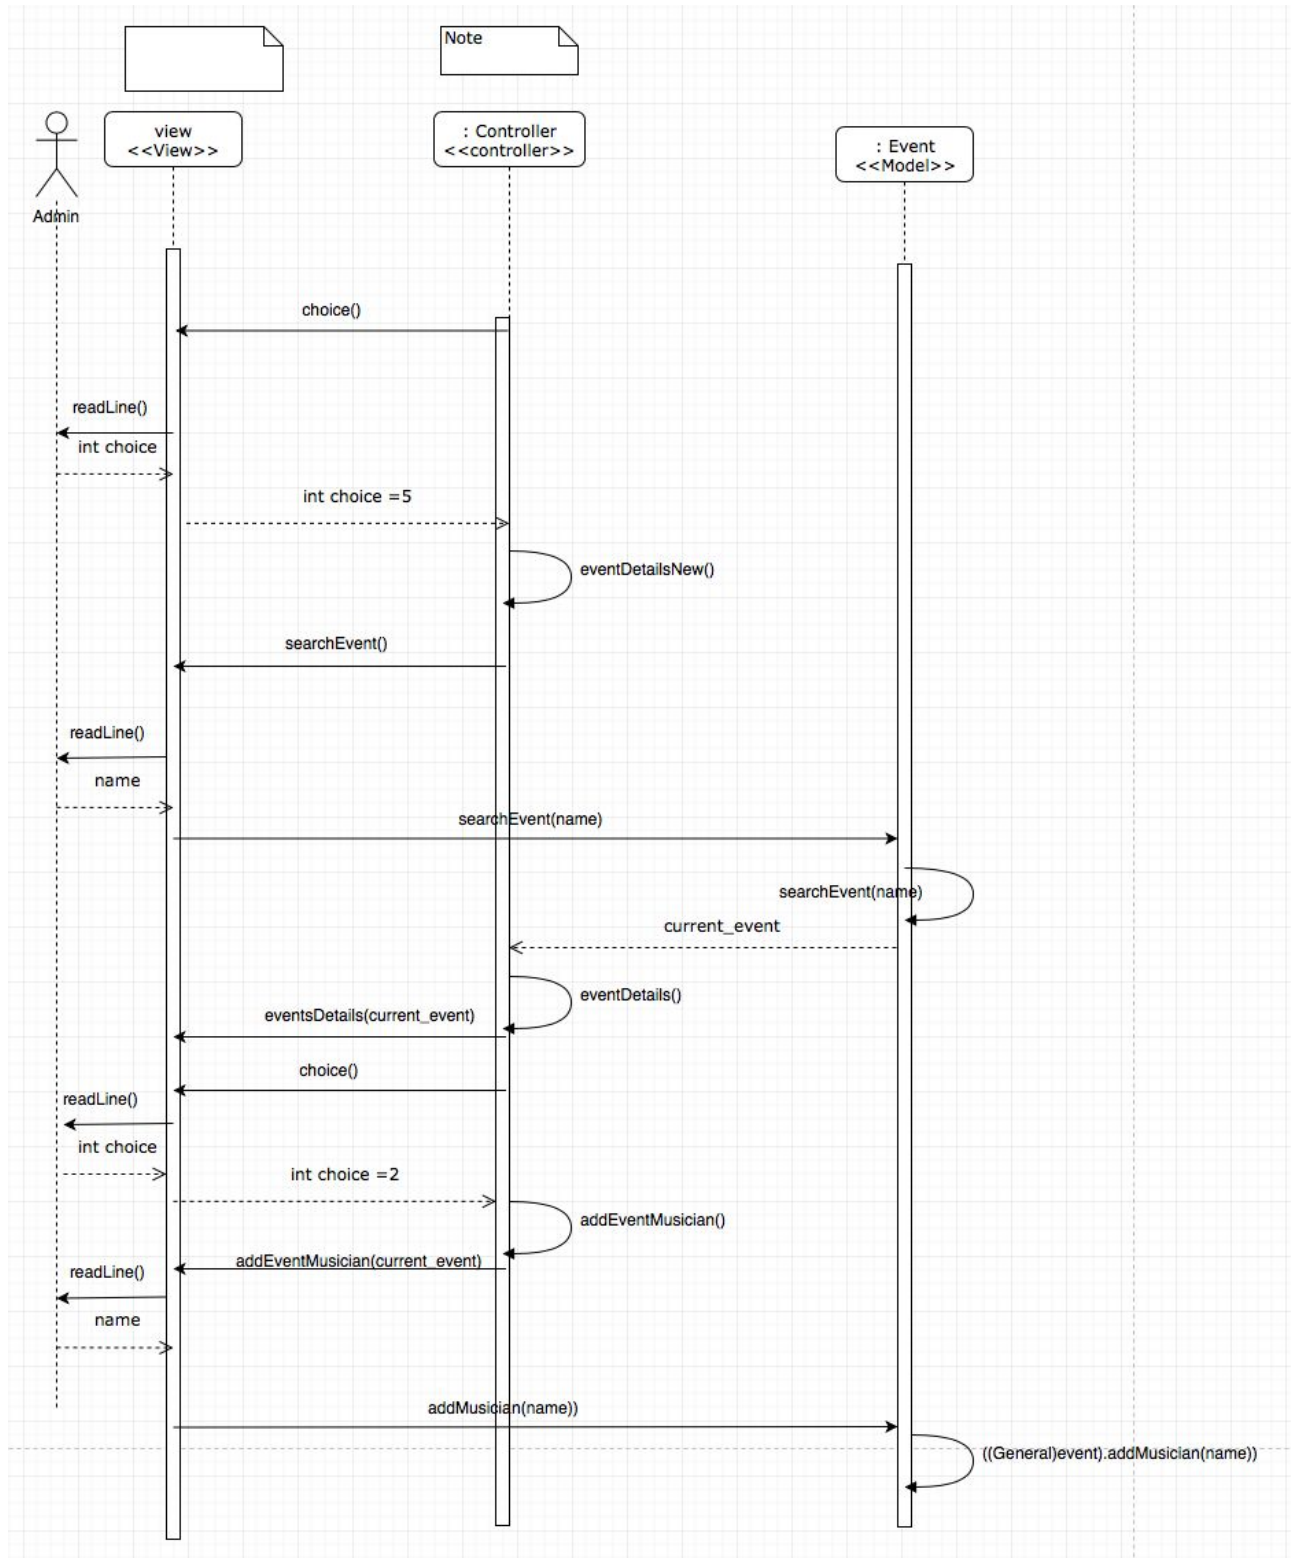 Note
view
<<View>>
: Controller
<<controller>>
: Event
<<Model>>
Admin
choice()
readLine()
int choice
int choice =5
eventDetailsNew()
searchEvent()
readLine()
name
searchEvent(name)
searchEvent(name)
current_event
eventDetails()
eventsDetails(current_event)
choice()
readLine()
int choice
int choice =2
addEventMusician()
addEventMusician(current_event)
readLine()
name
addMusician(name))
((General)event).addMusician(name))